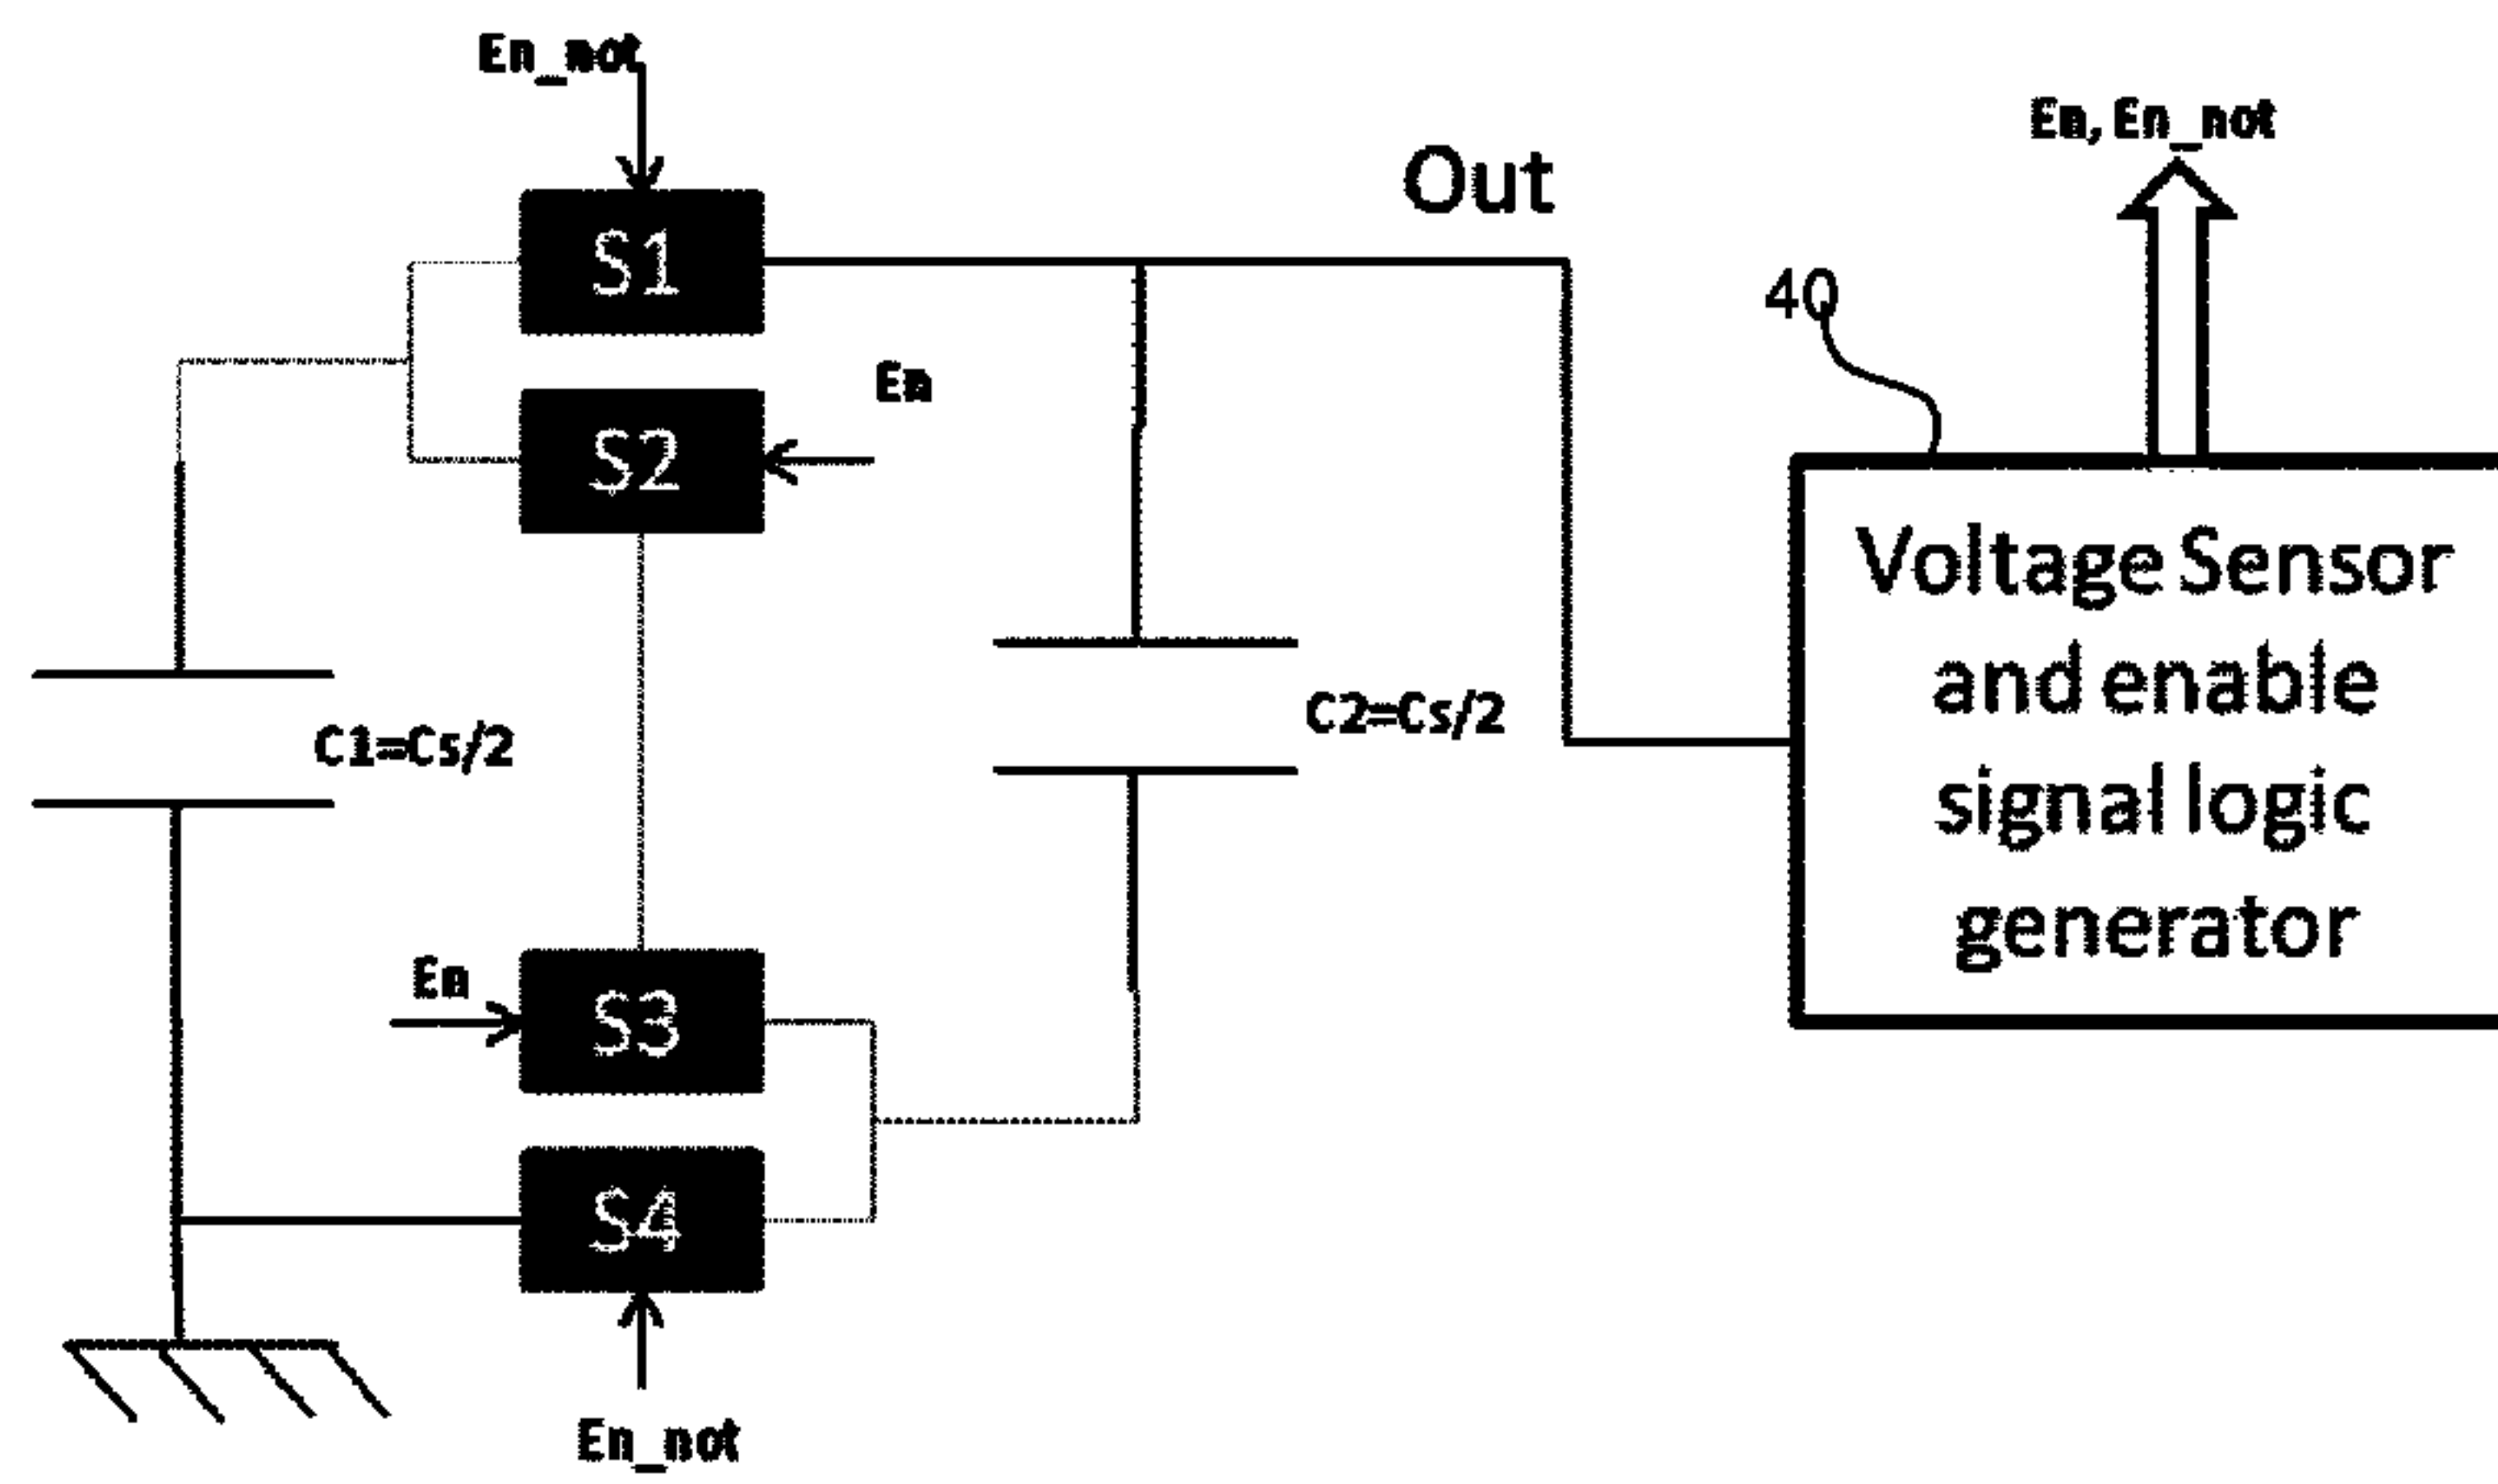 En_not
En, En_not
Out
S1
40
En
S2
Voltage Sensor
and enable
signal logic
generator
C2=Cs/2
C1=Cs/2
En
S3
S4
En_not